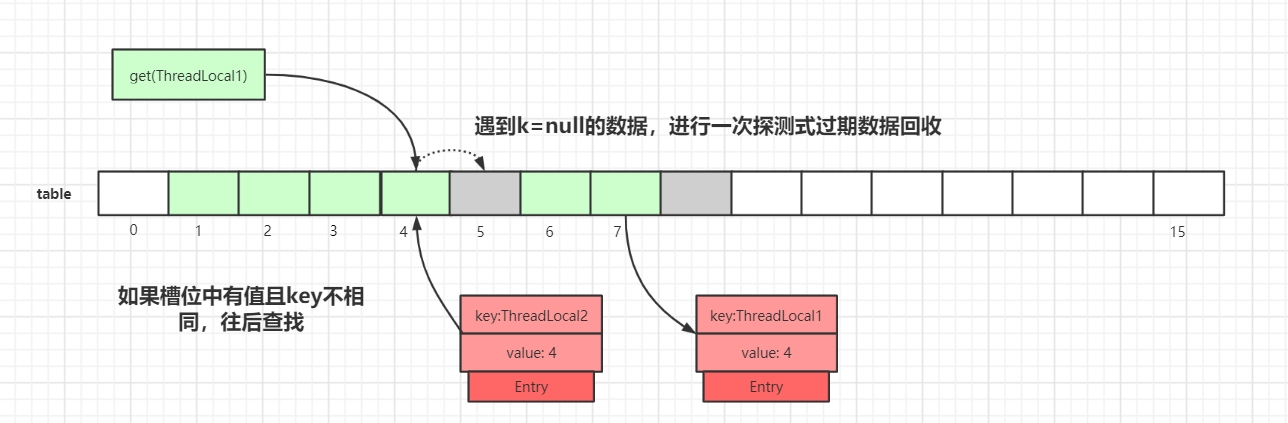 get(ThreadLocal1)
遇到k=null的数据，进行一次探测式过期数据回收
table
0 1 2 3 4 5 6 7 15
如果槽位中有值且key不相
同，往后查找
key:ThreadLocal2
value: 4
Entry
key:ThreadLocal1
value: 4
Entry